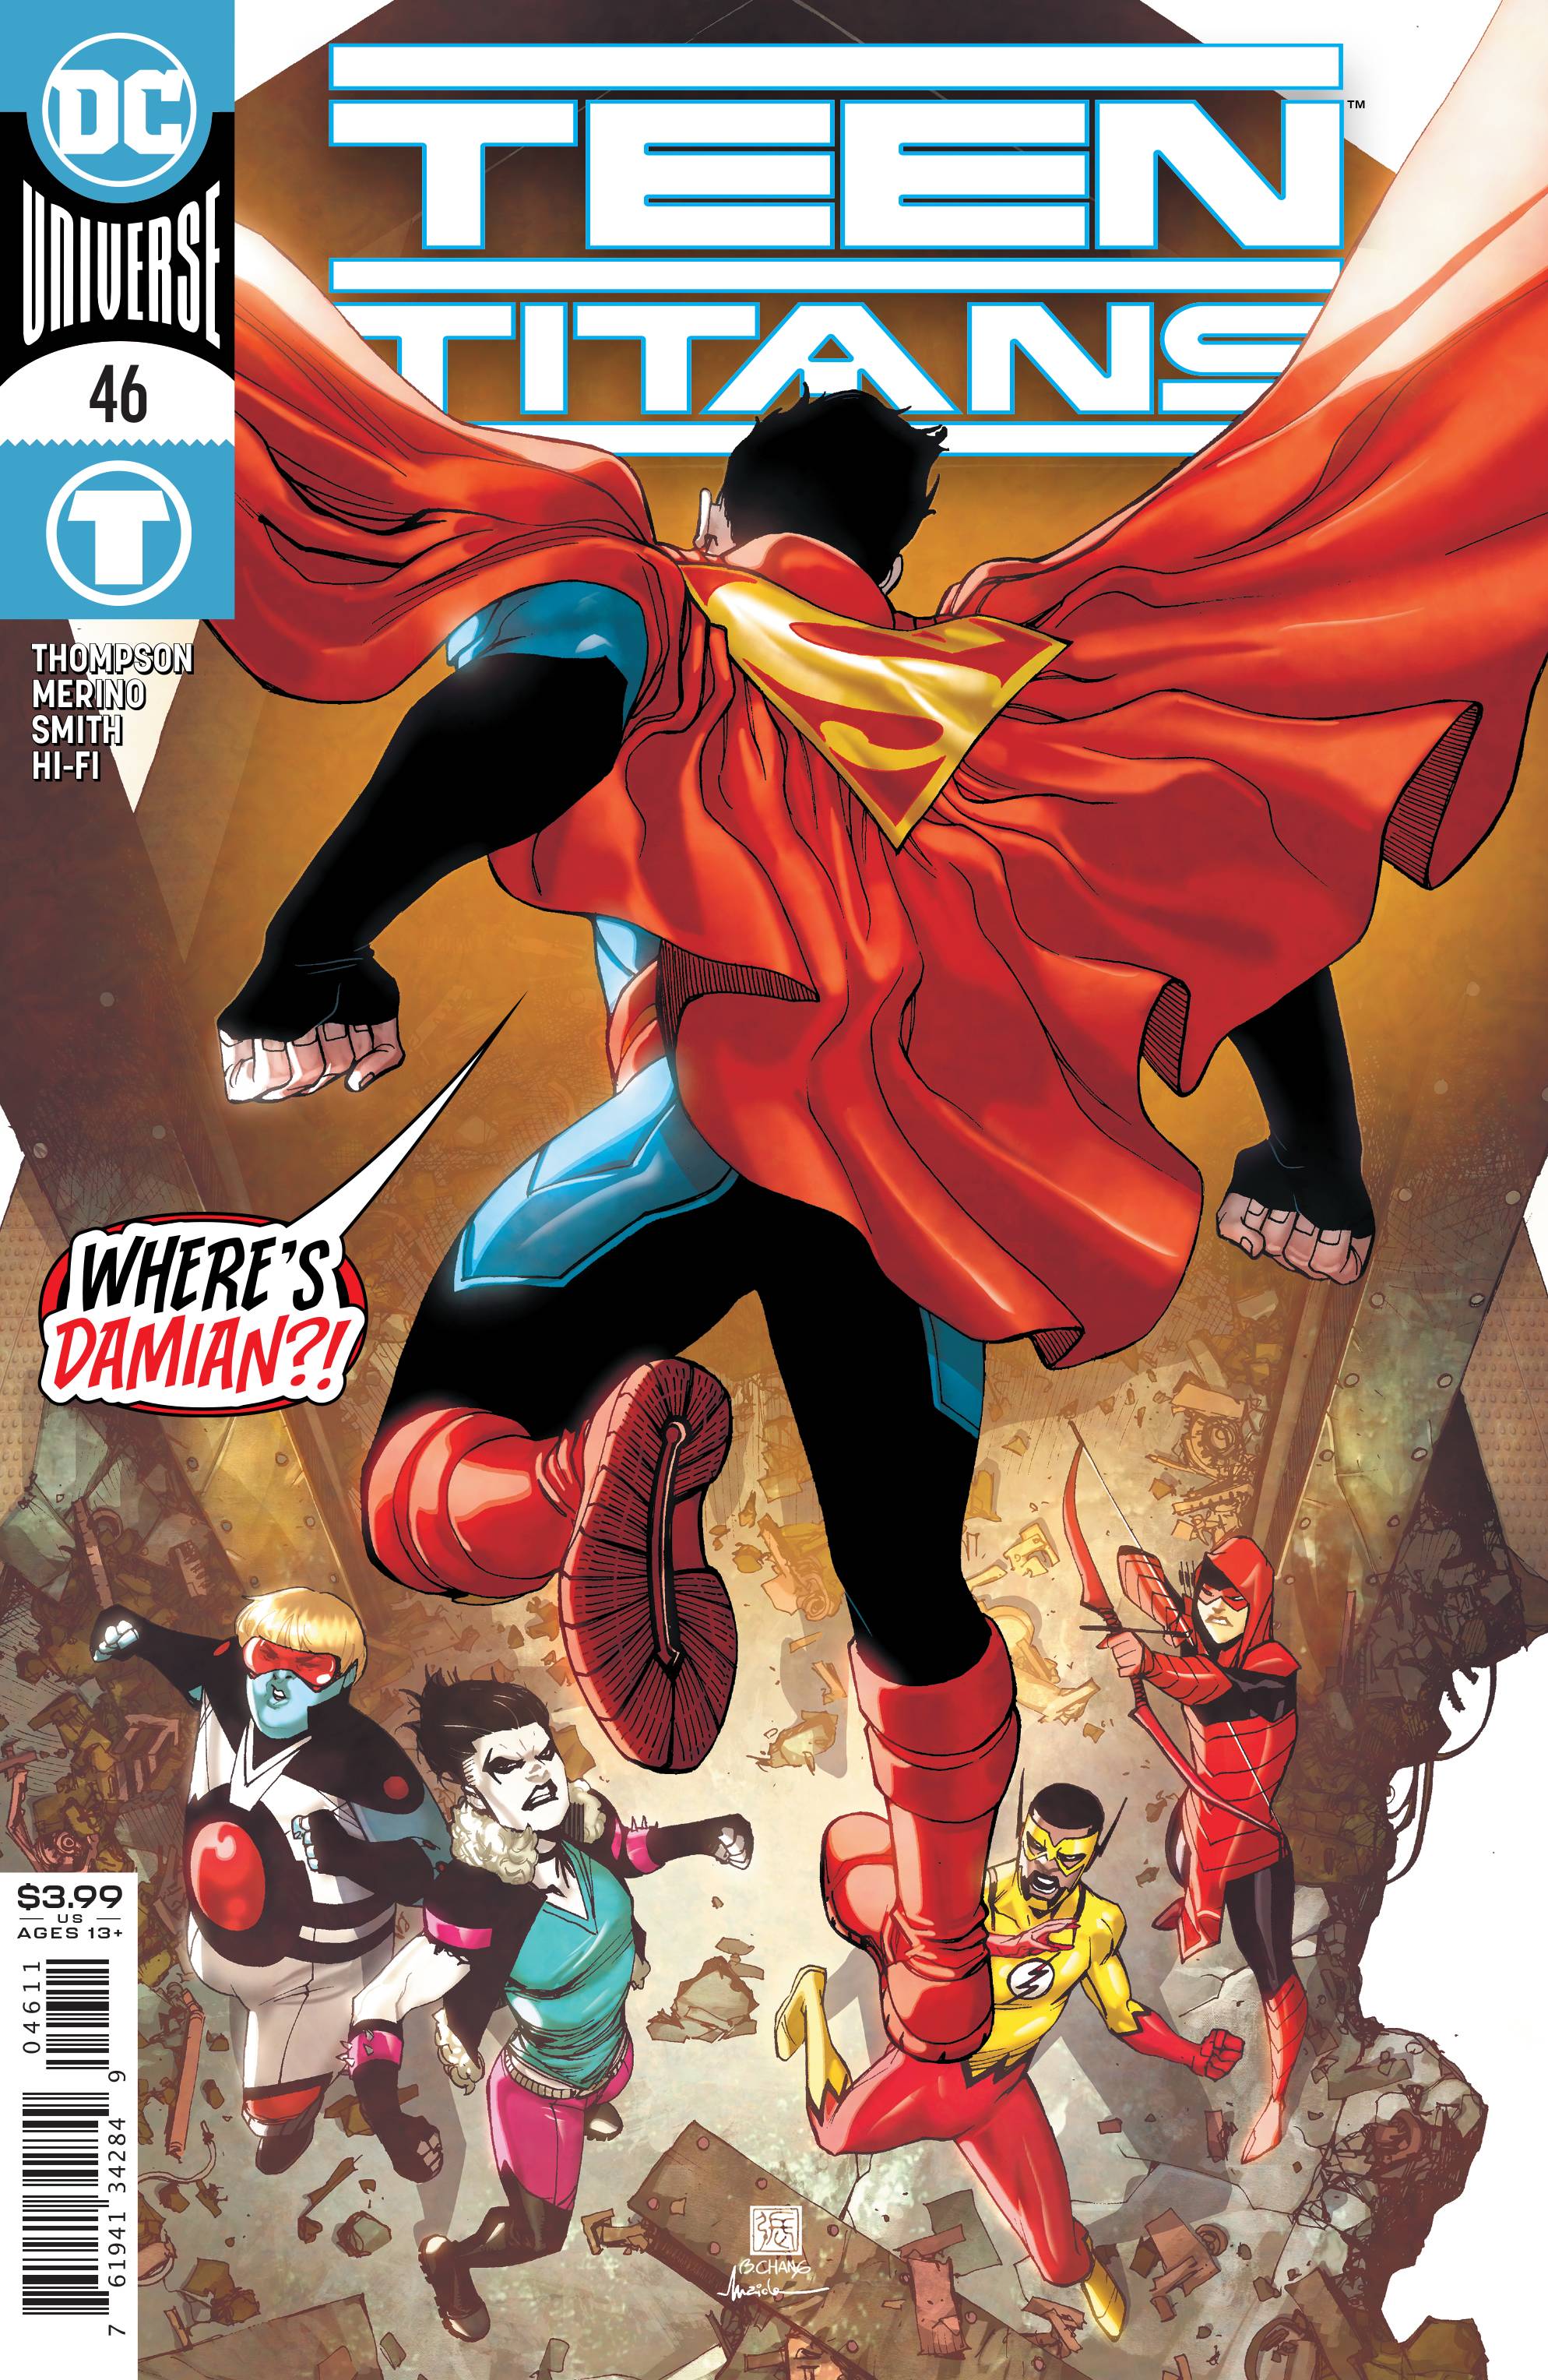 DC
UNIVERSE
46
T
TEEN
TITANS
™
THOMPSON
MERINO
SMITH
HI-FI
WHERE'S
DAMIAN?!
$3.99
US
AGES 13+
04611
7 61941 34284 9
B.CHANG